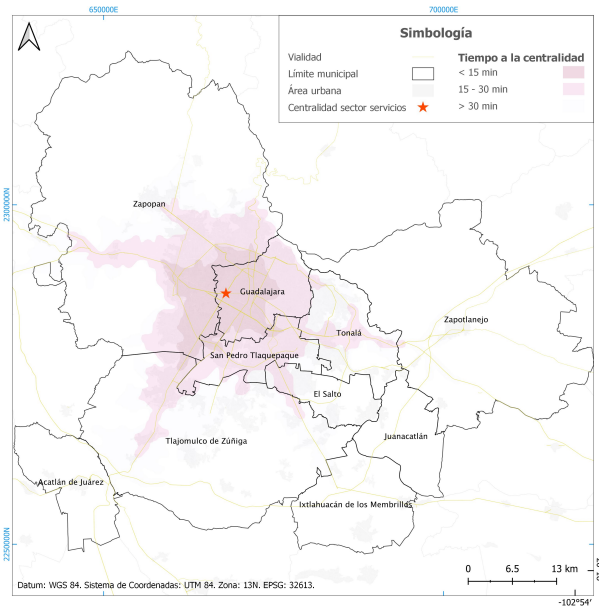 650000E
700000E
Simbología
Vialidad
Límite municipal
Área urbana
Centralidad sector servicios
Tiempo a la centralidad
< 15 min
15 - 30 min
> 30 min
2300000N
Zapopan
Guadalajara
Tonalá
Zapotlanejo
San Pedro Tlaquepaque
El Salto
Tlajomulco de Zúñiga
Juanacatlán
Acatlán de Juárez
Ixtlahuacán de los Membrillos
2250000N
0 6.5 13 km
Datum: WGS 84. Sistema de Coordenadas: UTM 84. Zona: 13N. EPSG: 32613.
-102°54'